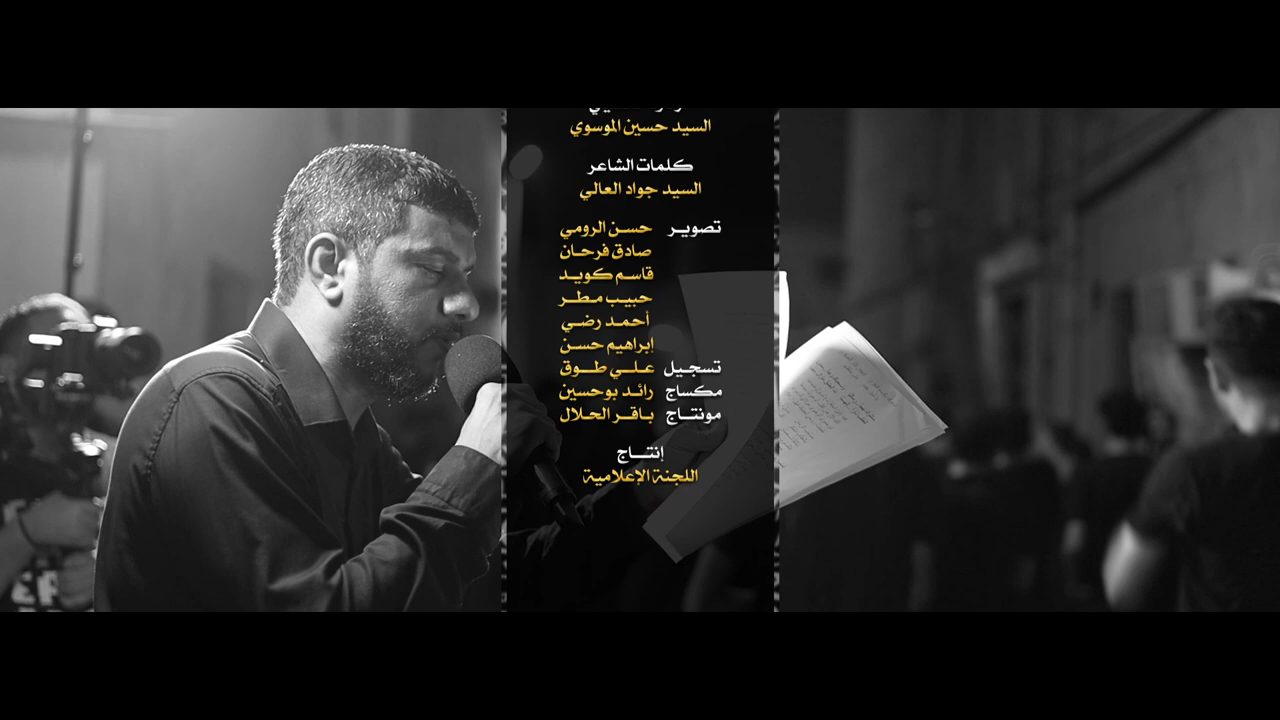 السيد حسين الموسوي
كلمات الشاعر
السيد جواد العالي
تصوير حسن الرومي
صادق فرحان
قاسم كويد
حبيب مطر
أحمد رضي
إبراهيم حسن
تسجيل علي طوق
مكساج رائد بوحسين
مونتاج باقر الحلال
إنتاج
اللجنة الإعلامية